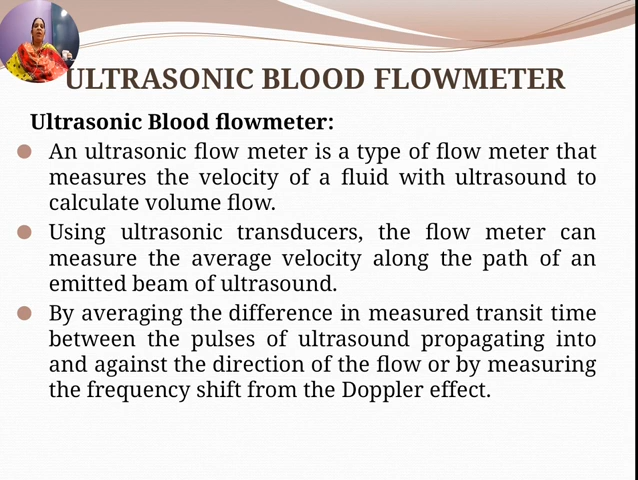 ULTRASONIC BLOOD FLOWMETER
Ultrasonic Blood flowmeter:
An ultrasonic flow meter is a type of flow meter that
measures the velocity of a fluid with ultrasound to
calculate volume flow.
Using ultrasonic transducers, the flow meter can
measure the average velocity along the path of an
emitted beam of ultrasound.
By averaging the difference in measured transit time
between the pulses of ultrasound propagating into
and against the direction of the flow or by measuring
the frequency shift from the Doppler effect.